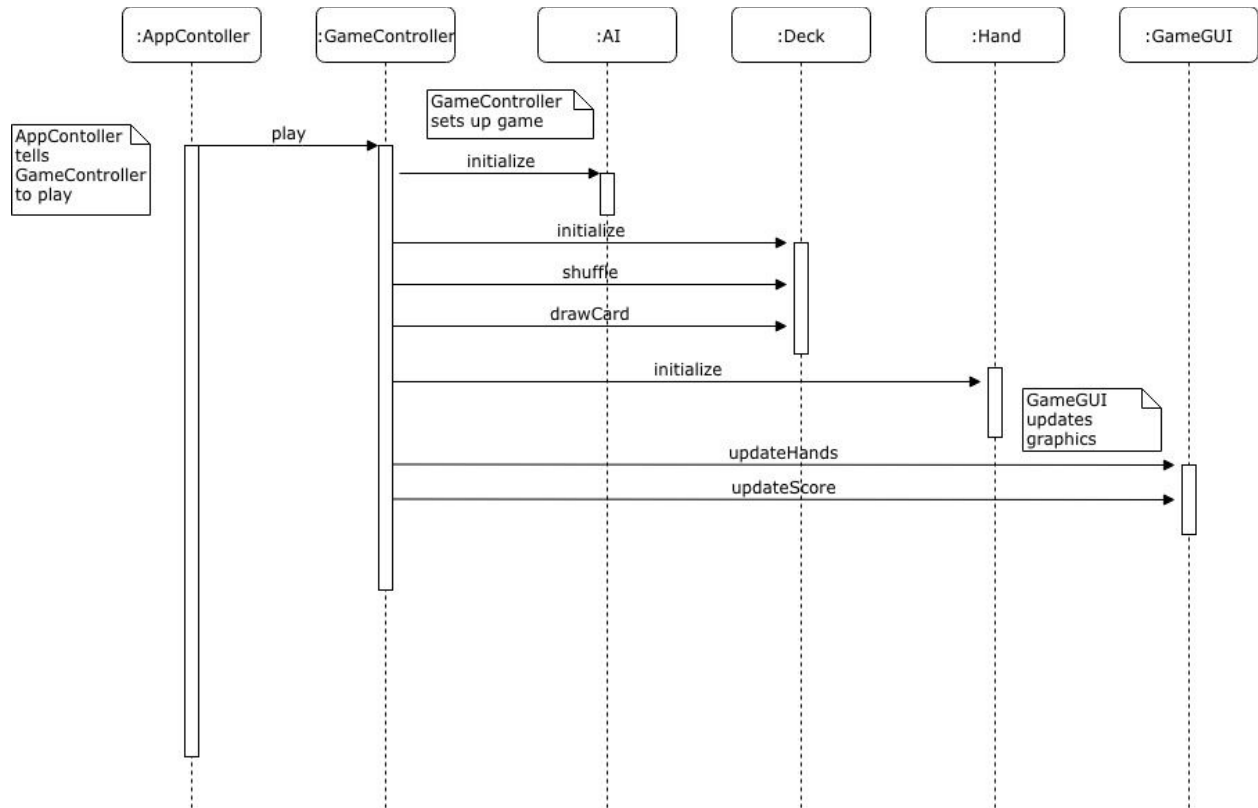 :AppContoller
:GameController
:AI
:Deck
:Hand
:GameGUI
GameController
sets up game
AppContoller
tells
GameController
to play
play
initialize
initialize
shuffle
drawCard
initialize
GameGUI
updates
graphics
updateHands
updateScore